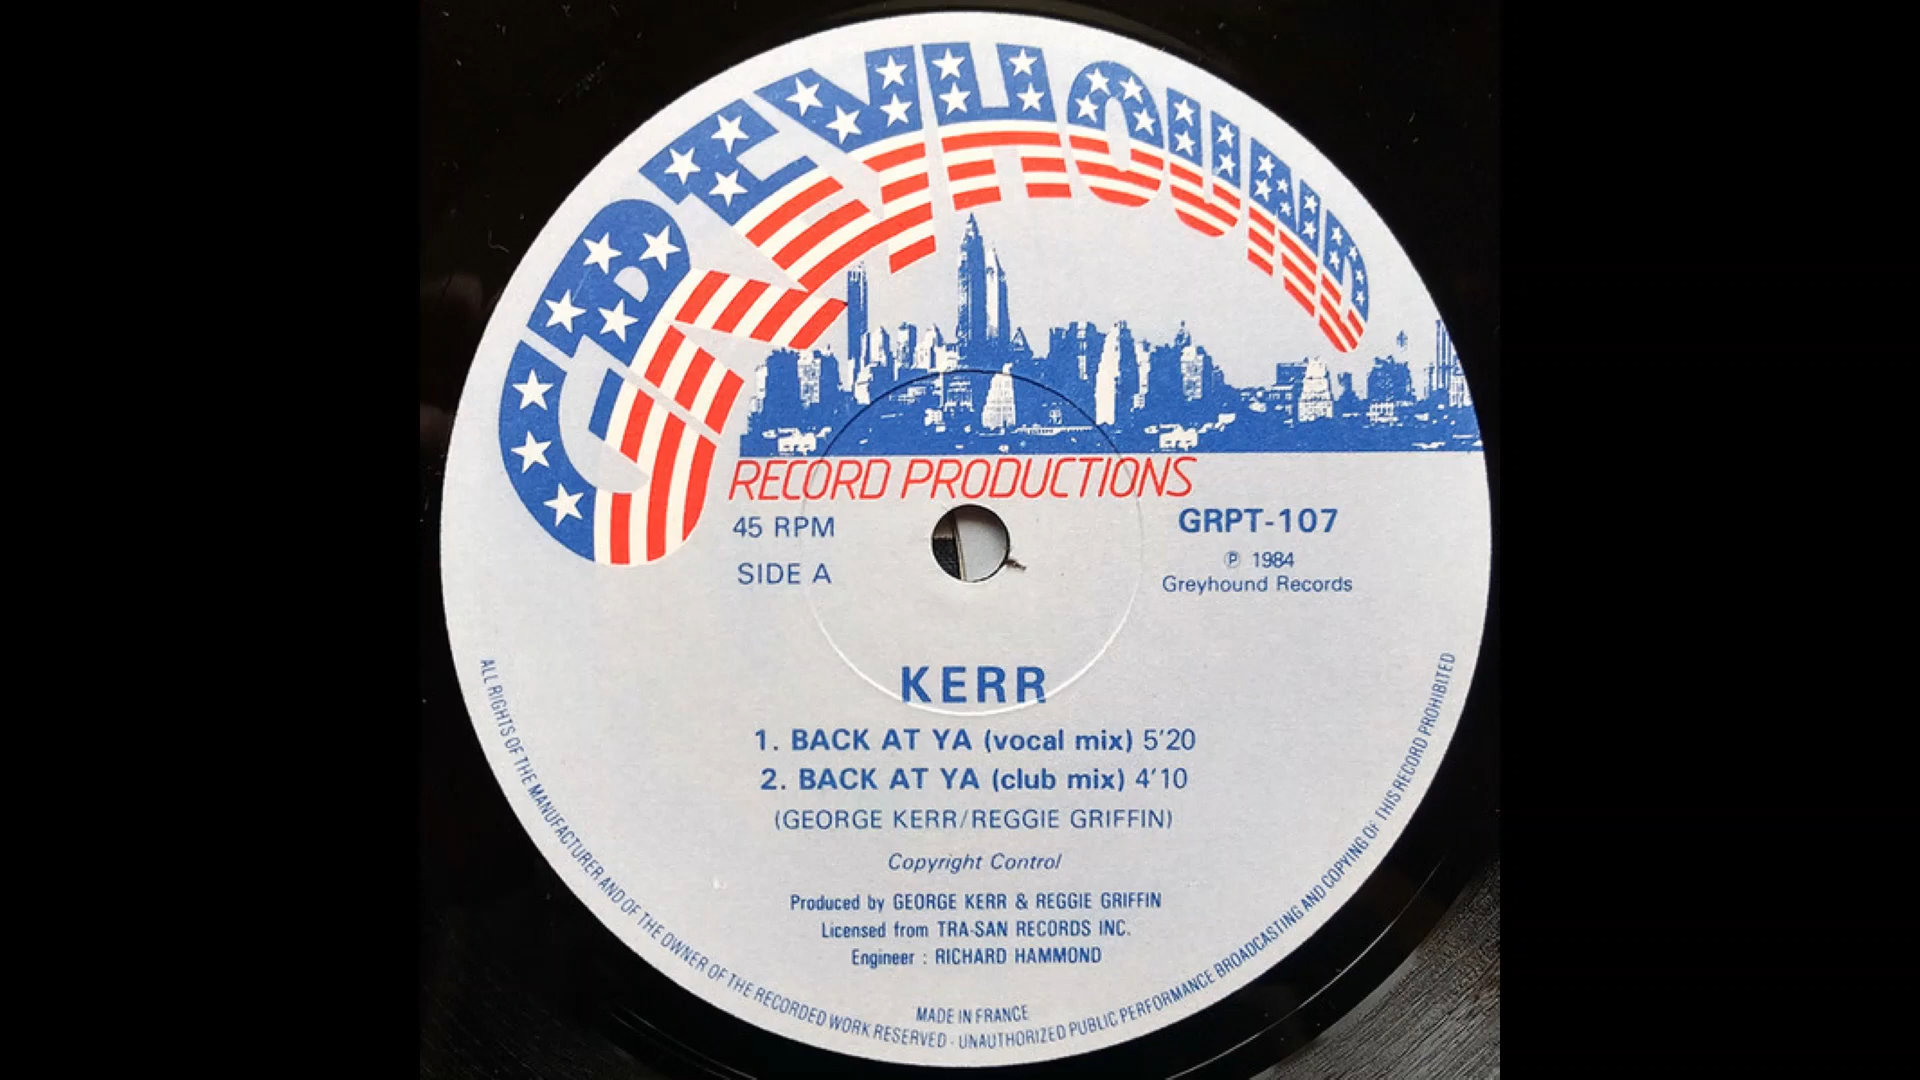 GREYHOUND
RECORD PRODUCTIONS
45 RPM
SIDE A
GRPT-107
℗ 1984
Greyhound Records
KERR
1. BACK AT YA (vocal mix) 5'20
2. BACK AT YA (club mix) 4'10
(GEORGE KERR/REGGIE GRIFFIN)
Copyright Control
Produced by GEORGE KERR & REGGIE GRIFFIN
Licensed from TRA-SAN RECORDS INC.
Engineer : RICHARD HAMMOND
MADE IN FRANCE
ALL RIGHTS OF THE MANUFACTURER AND OF THE OWNER OF THE RECORDED WORK RESERVED - UNAUTHORIZED PUBLIC PERFORMANCE BROADCASTING AND COPYING OF THIS RECORD PROHIBITED